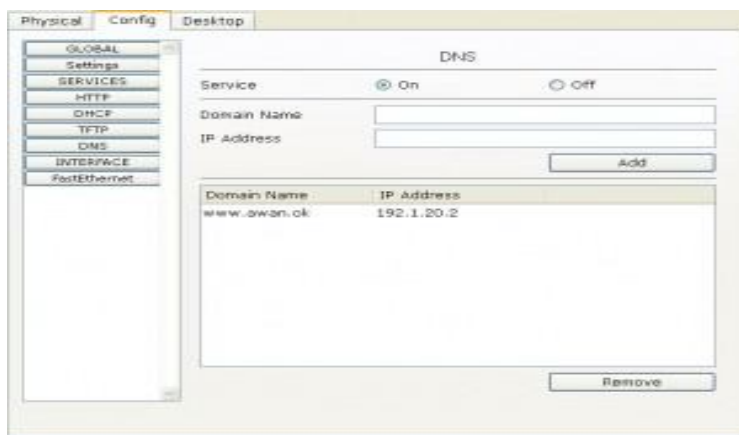 Physical Config Desktop
GLOBAL
Settings
SERVICES
HTTP
DHCP
TFTP
DNS
INTERFACE
FastEthernet
DNS
Service On Off
Domain Name
IP Address
Add
Domain Name IP Address
www.awan.ok 192.1.20.2
Remove